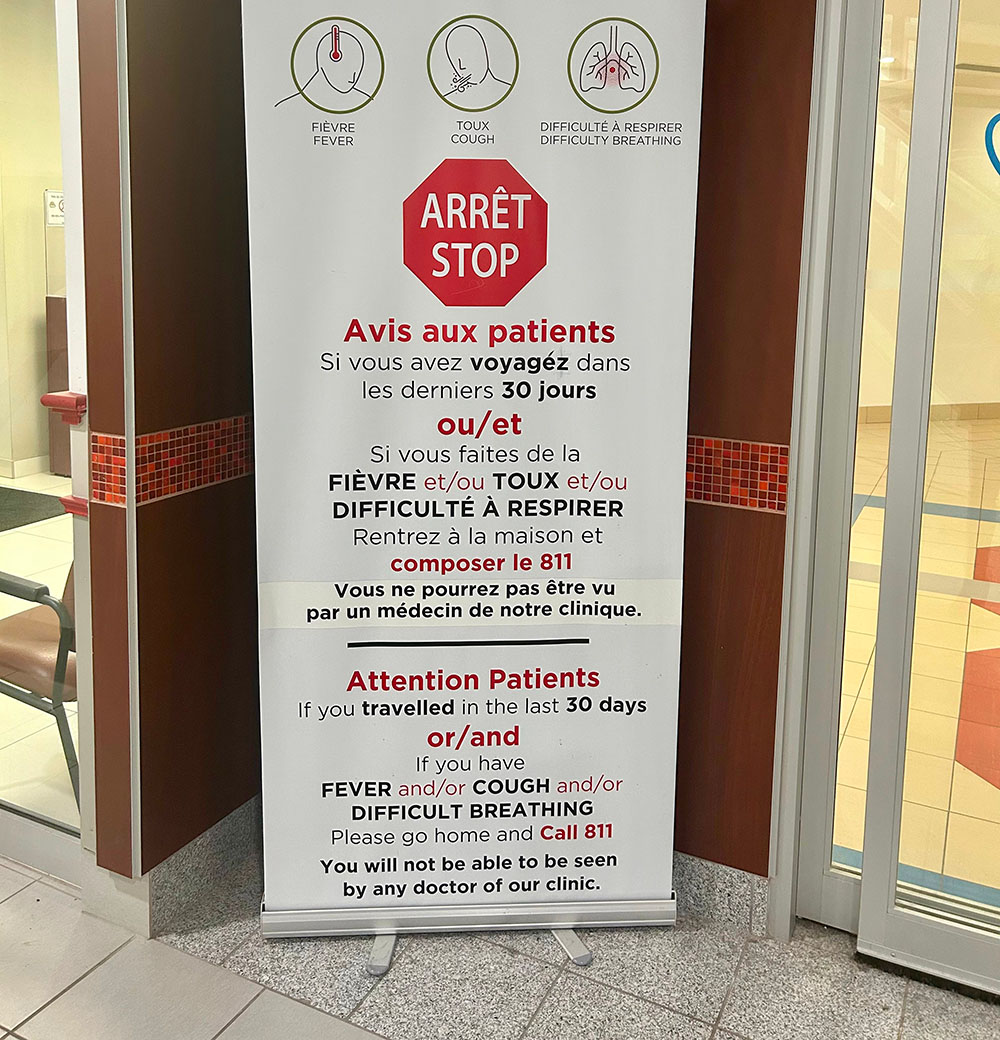 FIÈVRE
FEVER
TOUX
COUGH
DIFFICULTÉ À RESPIRER
DIFFICULTY BREATHING
ARRÊT
STOP
Avis aux patients
Si vous avez voyagéz dans
les derniers 30 jours
ou/et
Si vous faites de la
FIÈVRE et/ou TOUX et/ou
DIFFICULTÉ À RESPIRER
Rentrez à la maison et
composer le 811
Vous ne pourrez pas être vu
par un médecin de notre clinique.
Attention Patients
If you travelled in the last 30 days
or/and
If you have
FEVER and/or COUGH and/or
DIFFICULT BREATHING
Please go home and Call 811
You will not be able to be seen
by any doctor of our clinic.